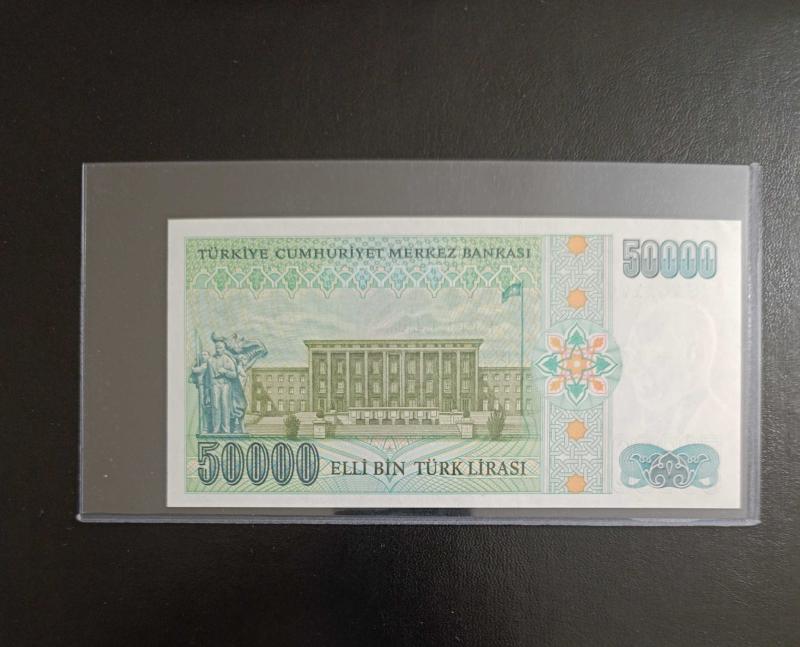 TÜRKİYE CUMHURİYET MERKEZ BANKASI
50000
50000
ELLİ BİN TÜRK LİRASI